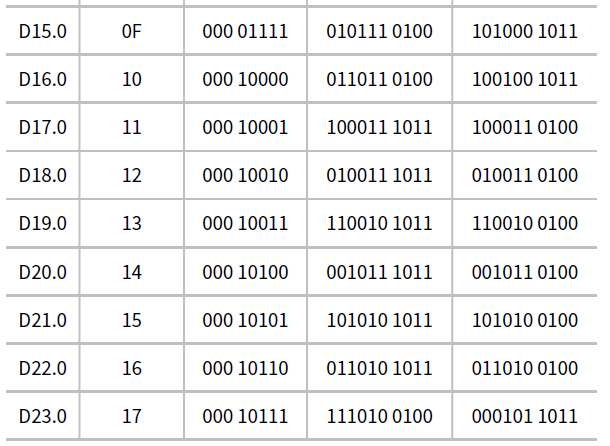 D15.0 0F 000 01111 010111 0100 101000 1011
D16.0 10 000 10000 011011 0100 100100 1011
D17.0 11 000 10001 100011 1011 100011 0100
D18.0 12 000 10010 010011 1011 010011 0100
D19.0 13 000 10011 110010 1011 110010 0100
D20.0 14 000 10100 001011 1011 001011 0100
D21.0 15 000 10101 101010 1011 101010 0100
D22.0 16 000 10110 011010 1011 011010 0100
D23.0 17 000 10111 111010 0100 000101 1011